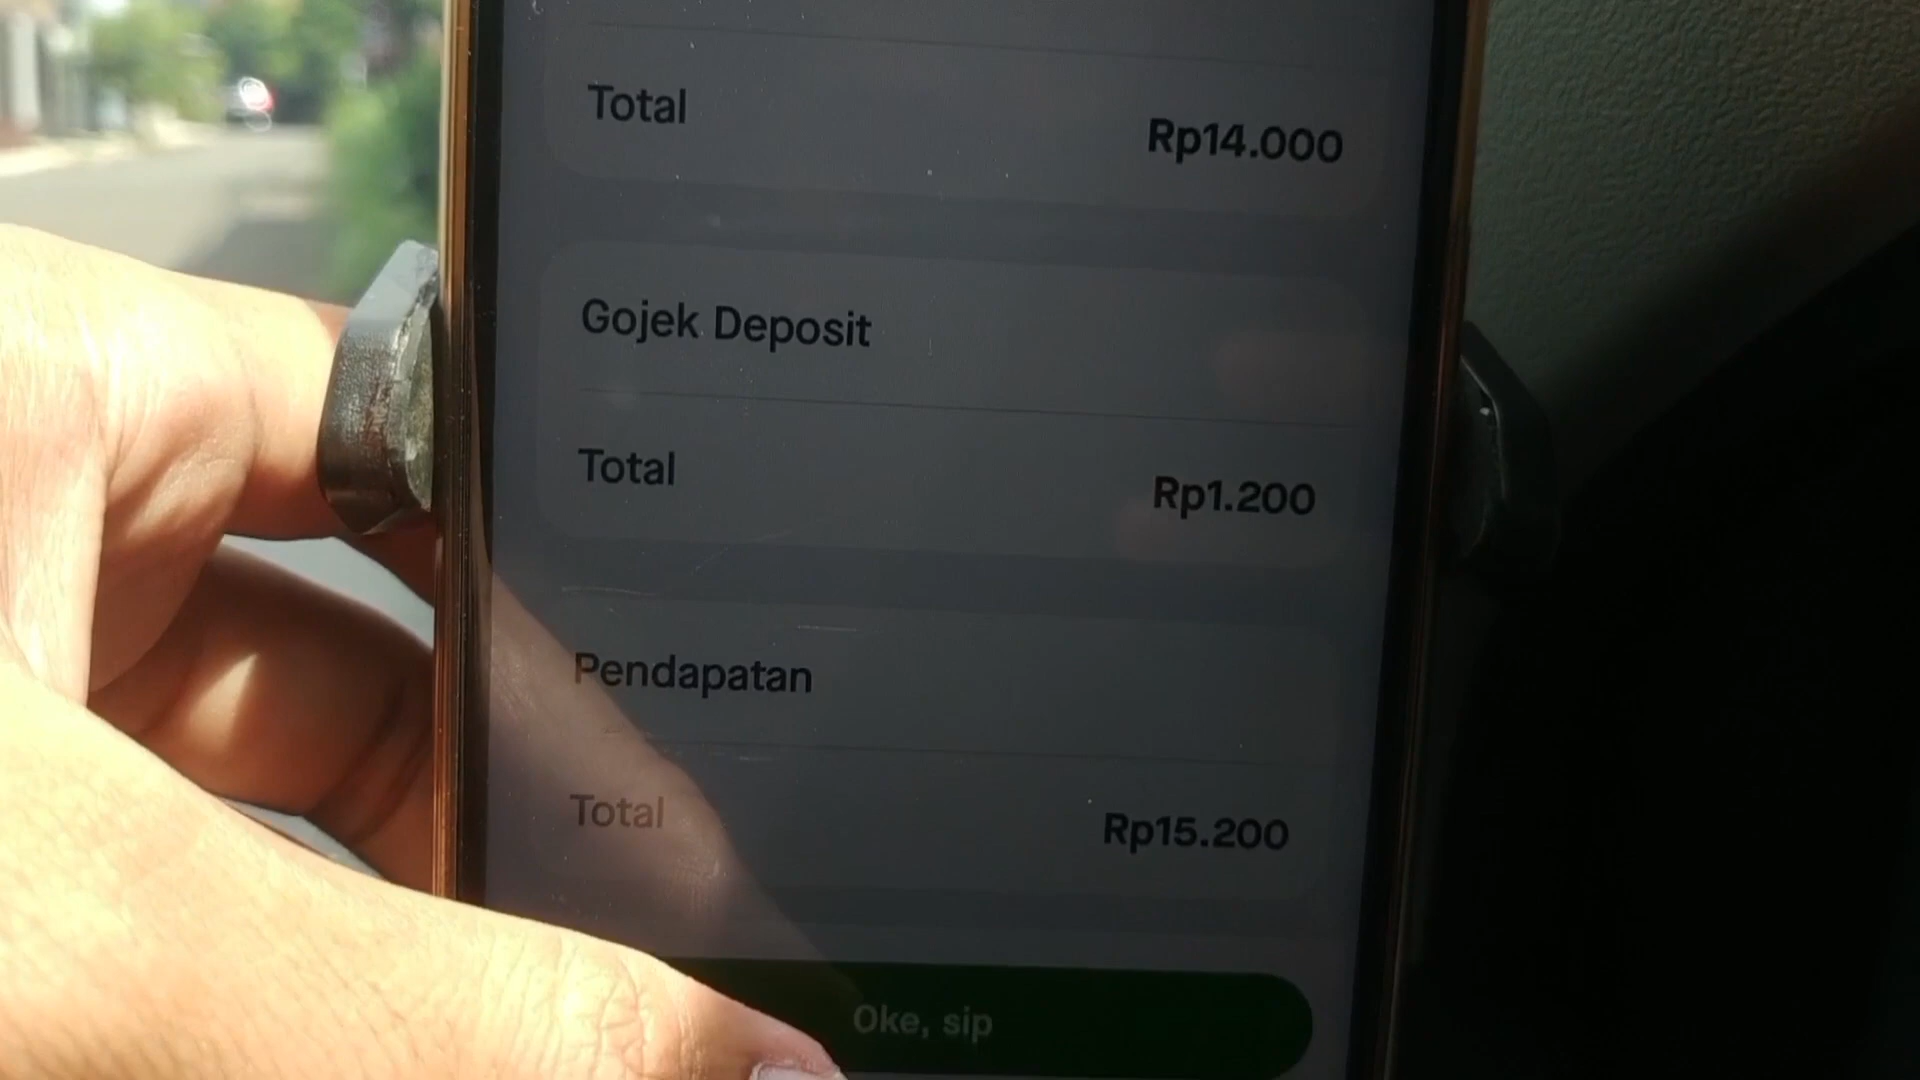 Total
Rp14.000
Gojek Deposit
Total
Rp1.200
Pendapatan
Total
Rp15.200
Oke, sip